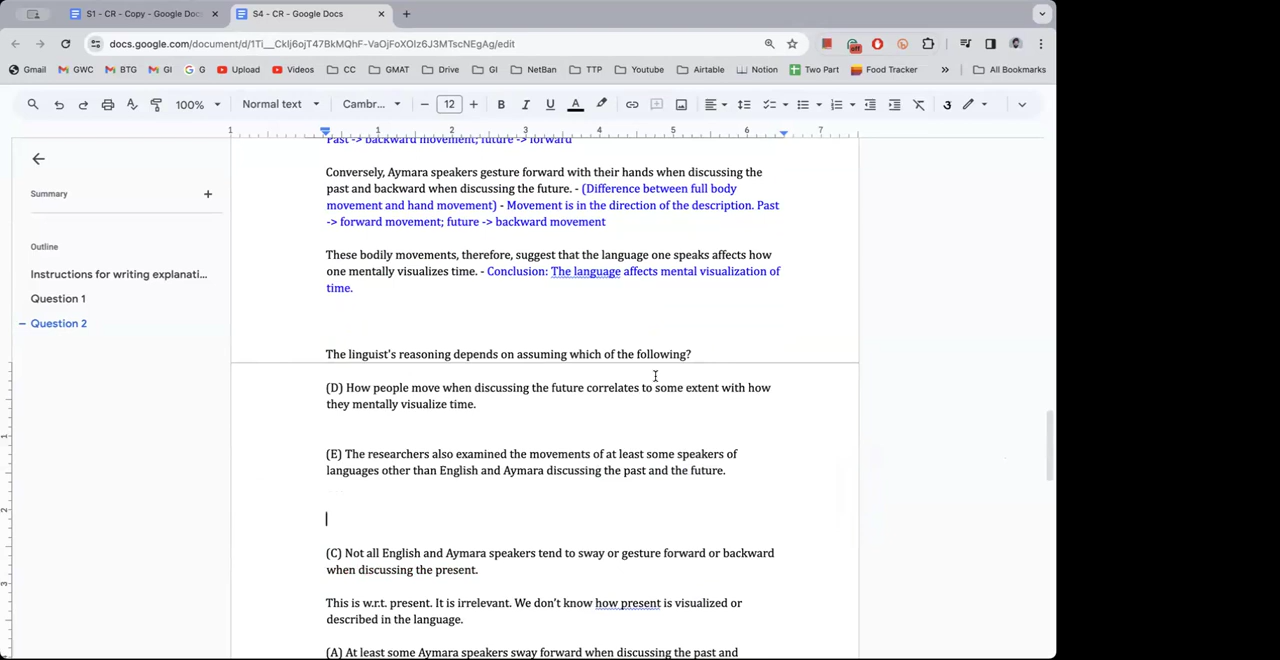 S1 - CR - Copy - Google Doc
S4 - CR - Google Docs
docs.google.com/document/d/1Ti__CkIj6ojT47BkMQhF-VaOjFoXOIz6J3MTscNEgAg/edit
Gmail GWC BTG GI G Upload Videos CC GMAT Drive GI NetBan TTP Youtube Airtable Notion Two Part Food Tracker All Bookmarks
100% Normal text Cambr... 12
1 1 2 3 4 5 6 7
Summary
Outline
Instructions for writing explanati...
Question 1
Question 2
Past -> backward movement; future -> forward
Conversely, Aymara speakers gesture forward with their hands when discussing the
past and backward when discussing the future. - (Difference between full body
movement and hand movement) - Movement is in the direction of the description. Past
-> forward movement; future -> backward movement
These bodily movements, therefore, suggest that the language one speaks affects how
one mentally visualizes time. - Conclusion: The language affects mental visualization of
time.
The linguist's reasoning depends on assuming which of the following?
(D) How people move when discussing the future correlates to some extent with how
they mentally visualize time.
(E) The researchers also examined the movements of at least some speakers of
languages other than English and Aymara discussing the past and the future.
(C) Not all English and Aymara speakers tend to sway or gesture forward or backward
when discussing the present.
This is w.r.t. present. It is irrelevant. We don't know how present is visualized or
described in the language.
(A) At least some Aymara speakers sway forward when discussing the past and